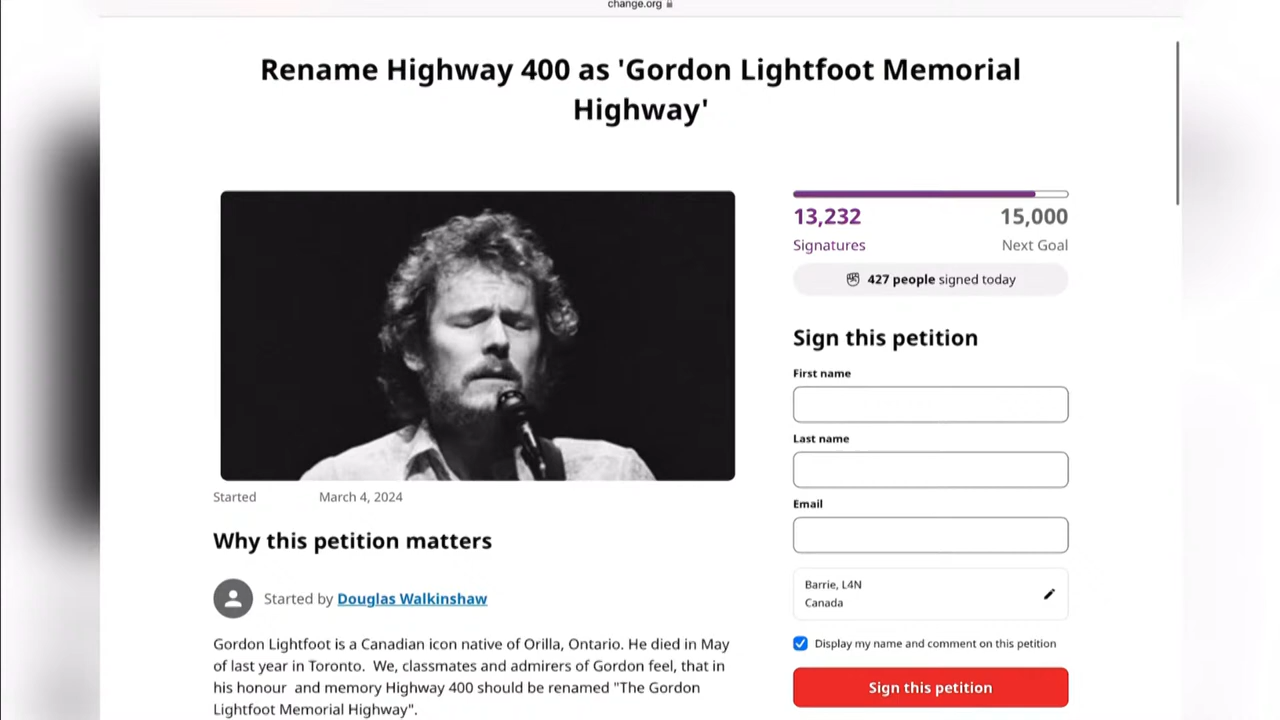 change.org
Rename Highway 400 as 'Gordon Lightfoot Memorial
Highway'
13,232
15,000
Signatures
Next Goal
427 people signed today
Sign this petition
First name
Last name
Email
Barrie, L4N
Canada
Display my name and comment on this petition
Sign this petition
Started
March 4, 2024
Why this petition matters
Started by Douglas Walkinshaw
Gordon Lightfoot is a Canadian icon native of Orilla, Ontario. He died in May
of last year in Toronto. We, classmates and admirers of Gordon feel, that in
his honour and memory Highway 400 should be renamed "The Gordon
Lightfoot Memorial Highway".